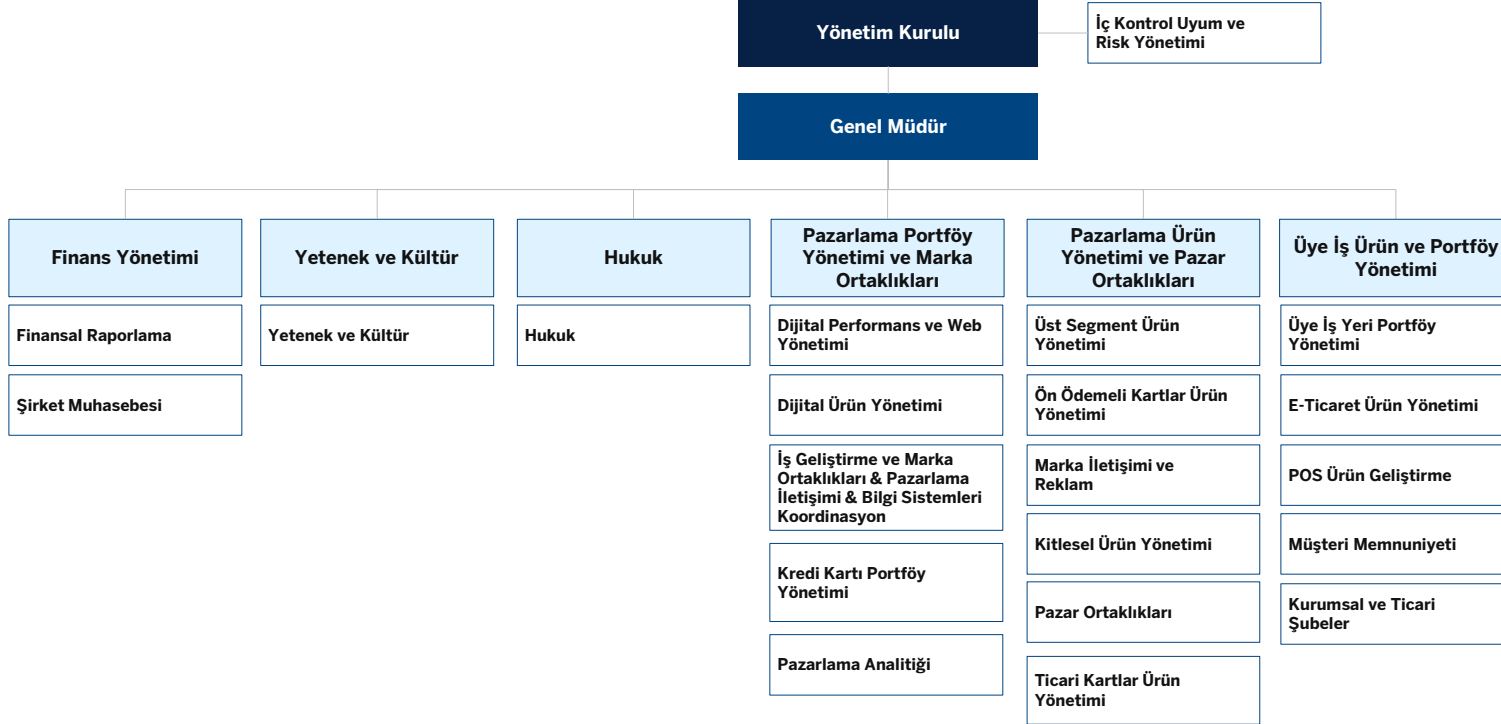 Yönetim Kurulu
İç Kontrol Uyum ve
Risk Yönetimi
Genel Müdür
Finans Yönetimi
Finansal Raporlama
Şirket Muhasebesi
Yetenek ve Kültür
Yetenek ve Kültür
Hukuk
Hukuk
Pazarlama Portföy
Yönetimi ve Marka
Ortaklıkları
Dijital Performans ve Web
Yönetimi
Dijital Ürün Yönetimi
İş Geliştirme ve Marka
Ortaklıkları & Pazarlama
İletişimi & Bilgi Sistemleri
Koordinasyon
Kredi Kartı Portföy
Yönetimi
Pazarlama Analitiği
Pazarlama Ürün
Yönetimi ve Pazar
Ortaklıkları
Üst Segment Ürün
Yönetimi
Ön Ödemeli Kartlar Ürün
Yönetimi
Marka İletişimi ve
Reklam
Kitlesel Ürün Yönetimi
Pazar Ortaklıkları
Ticari Kartlar Ürün
Yönetimi
Üye İş Ürün ve Portföy
Yönetimi
Üye İş Yeri Portföy
Yönetimi
E-Ticaret Ürün Yönetimi
POS Ürün Geliştirme
Müşteri Memnuniyeti
Kurumsal ve Ticari
Şubeler